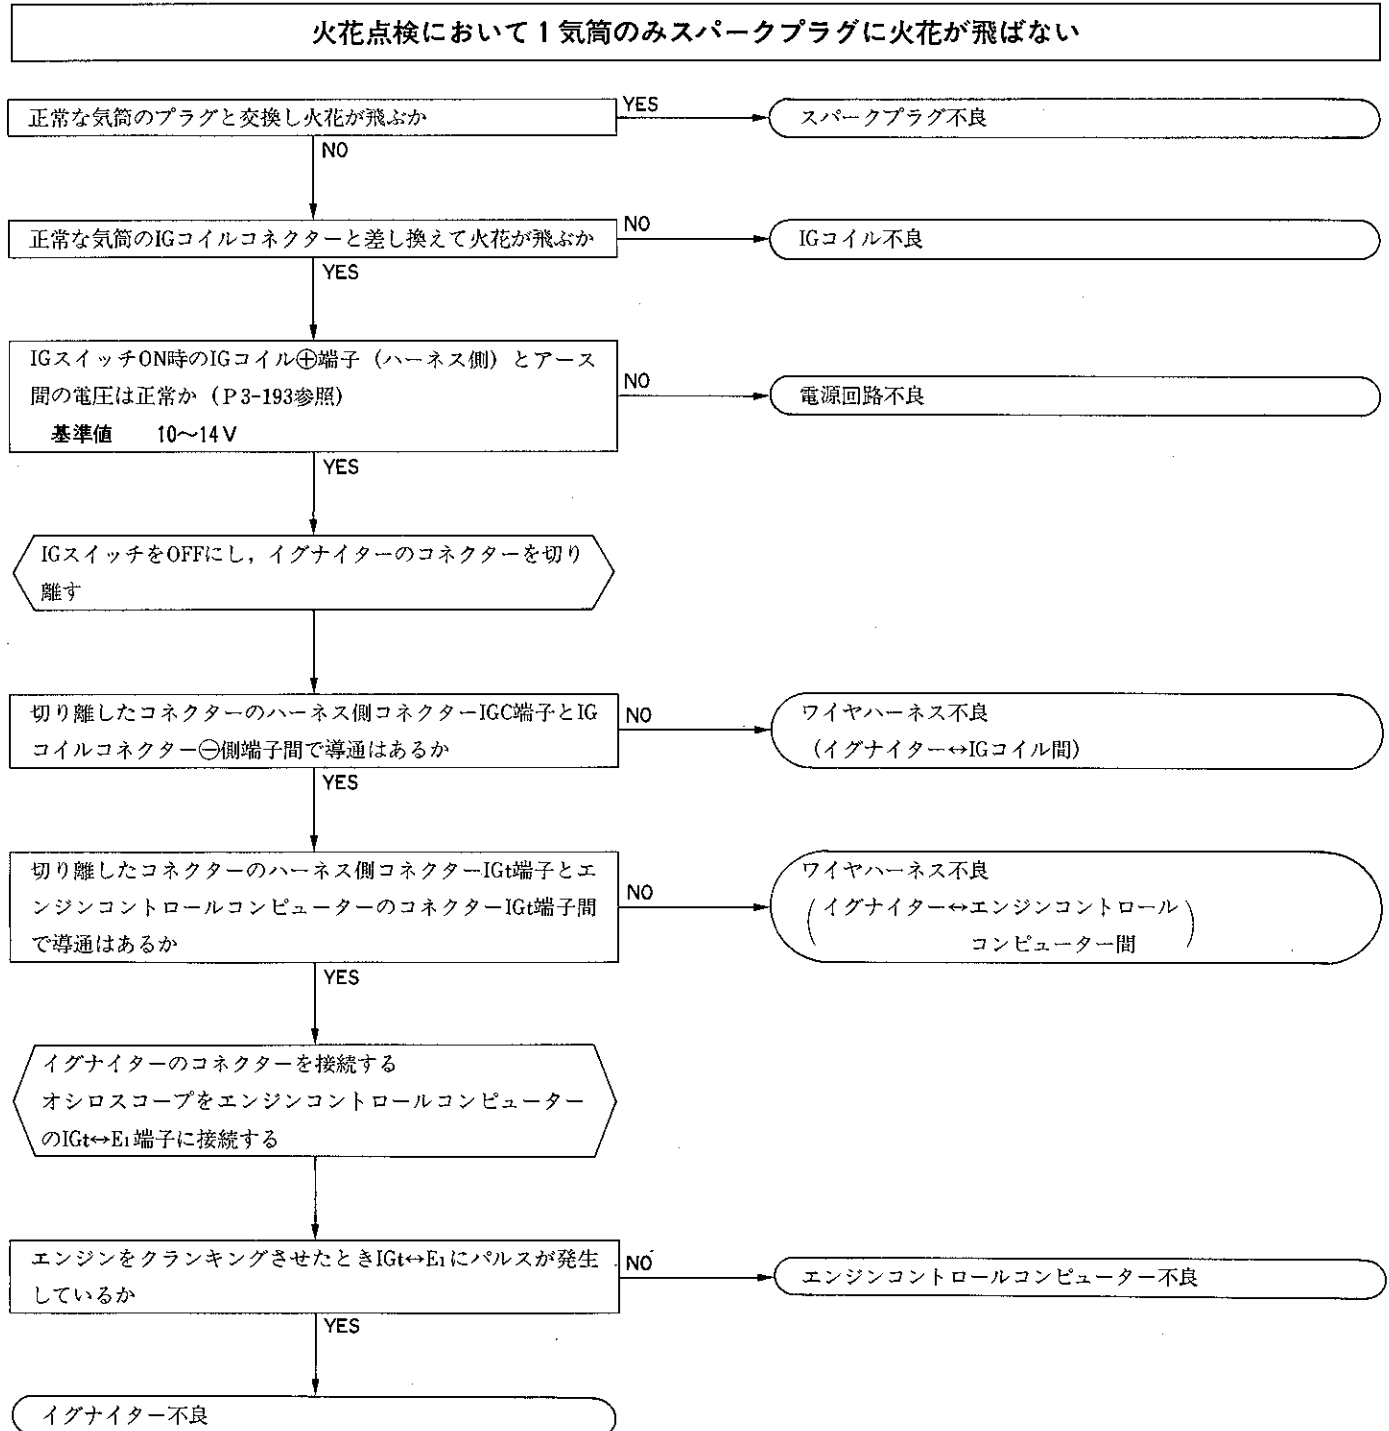 火花点検において1気筒のみスパークプラグに火花が飛ばない
正常な気筒のプラグと交換し火花が飛ぶか
YES
スパークプラグ不良
NO
正常な気筒のIGコイルコネクターと差し換えて火花が飛ぶか
NO
IGコイル不良
YES
IGスイッチON時のIGコイル⊕端子（ハーネス側）とアース
間の電圧は正常か（P3-193参照）
基準値　10～14V
NO
電源回路不良
YES
IGスイッチをOFFにし，イグナイターのコネクターを切り
離す
切り離したコネクターのハーネス側コネクターIGC端子とIG
コイルコネクター⊖側端子間で導通はあるか
NO
ワイヤハーネス不良
（イグナイター↔IGコイル間）
YES
切り離したコネクターのハーネス側コネクターIGt端子とエ
ンジンコントロールコンピューターのコネクターIGt端子間
で導通はあるか
NO
ワイヤハーネス不良
（イグナイター↔エンジンコントロール
コンピューター間）
YES
イグナイターのコネクターを接続する
オシロスコープをエンジンコントロールコンピューター
のIGt↔E₁端子に接続する
エンジンをクランキングさせたときIGt↔E₁にパルスが発生
しているか
NO
エンジンコントロールコンピューター不良
YES
イグナイター不良